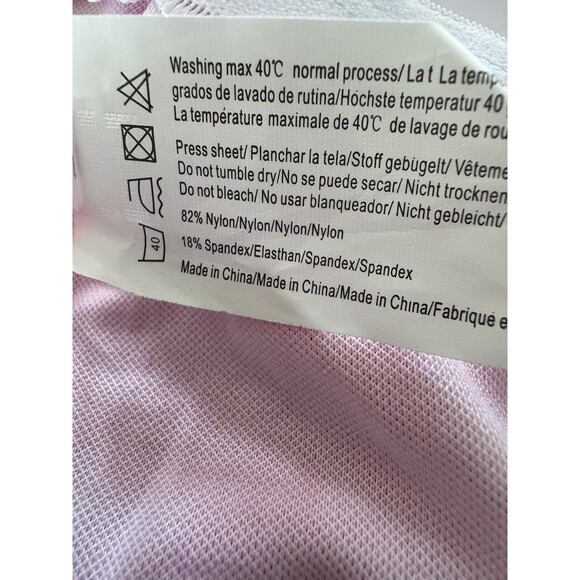 Washing max 40℃ normal process/ La t La temp
grados de lavado de rutina/Höchste temperatur 40
La température maximale de 40℃ de lavage de rou
Press sheet/ Planchar la tela/Stoff gebügelt/ Vêteme
Do not tumble dry/No se puede secar/ Nicht trocknen
Do not bleach/ No usar blanqueador/ Nicht gebleicht/
82% Nylon/Nylon/Nylon/Nylon
18% Spandex/Elasthan/Spandex/Spandex
Made in China/Made in China/Made in China/Fabriqué e
40